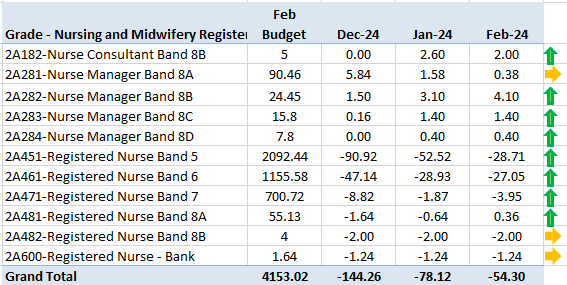 Feb
Grade - Nursing and Midwifery Register Budget Dec-24 Jan-24 Feb-24
2A182-Nurse Consultant Band 8B 5 0.00 2.60 2.00
2A281-Nurse Manager Band 8A 90.46 5.84 1.58 0.38
2A282-Nurse Manager Band 8B 24.45 1.50 3.10 4.10
2A283-Nurse Manager Band 8C 15.8 0.16 1.40 1.40
2A284-Nurse Manager Band 8D 7.8 0.00 0.40 0.40
2A451-Registered Nurse Band 5 2092.44 -90.92 -52.52 -28.71
2A461-Registered Nurse Band 6 1155.58 -47.14 -28.93 -27.05
2A471-Registered Nurse Band 7 700.72 -8.82 -1.87 -3.95
2A481-Registered Nurse Band 8A 55.13 -1.64 -0.64 0.36
2A482-Registered Nurse Band 8B 4 -2.00 -2.00 -2.00
2A600-Registered Nurse - Bank 1.64 -1.24 -1.24 -1.24
Grand Total 4153.02 -144.26 -78.12 -54.30